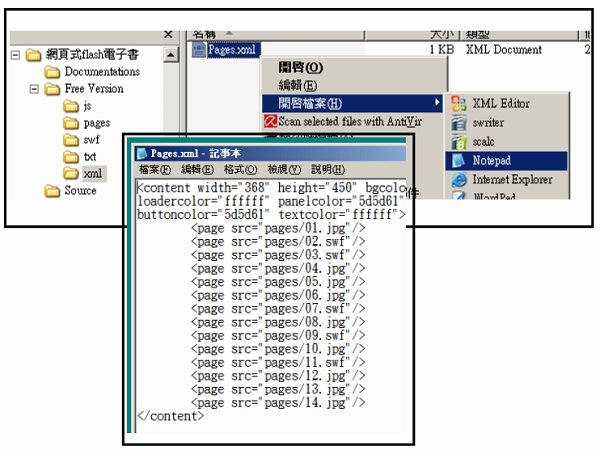 名稱
大小
類型
網頁式flash電子書
Documentations
Free Version
js
pages
swf
txt
xml
Source
Pages.xml
1 KB
XML Document
2
開啓(O)
編輯(E)
開啓檔案(H)
Scan selected files with AntiVir
XML Editor
swriter
scalc
Notepad
Internet Explorer
WordPad
件
Pages.xml - 記事本
檔案(F) 編輯(E) 格式(O) 檢視(V) 說明(H)
<content width="368" height="450" bgcolo
loadercolor="ffffff" panelcolor="5d5d61"
buttoncolor="5d5d61" textcolor="ffffff">
<page src="pages/01.jpg"/>
<page src="pages/02.swf"/>
<page src="pages/03.swf"/>
<page src="pages/04.jpg"/>
<page src="pages/05.jpg"/>
<page src="pages/06.jpg"/>
<page src="pages/07.swf"/>
<page src="pages/08.jpg"/>
<page src="pages/09.swf"/>
<page src="pages/10.jpg"/>
<page src="pages/11.swf"/>
<page src="pages/12.jpg"/>
<page src="pages/13.jpg"/>
<page src="pages/14.jpg"/>
</content>